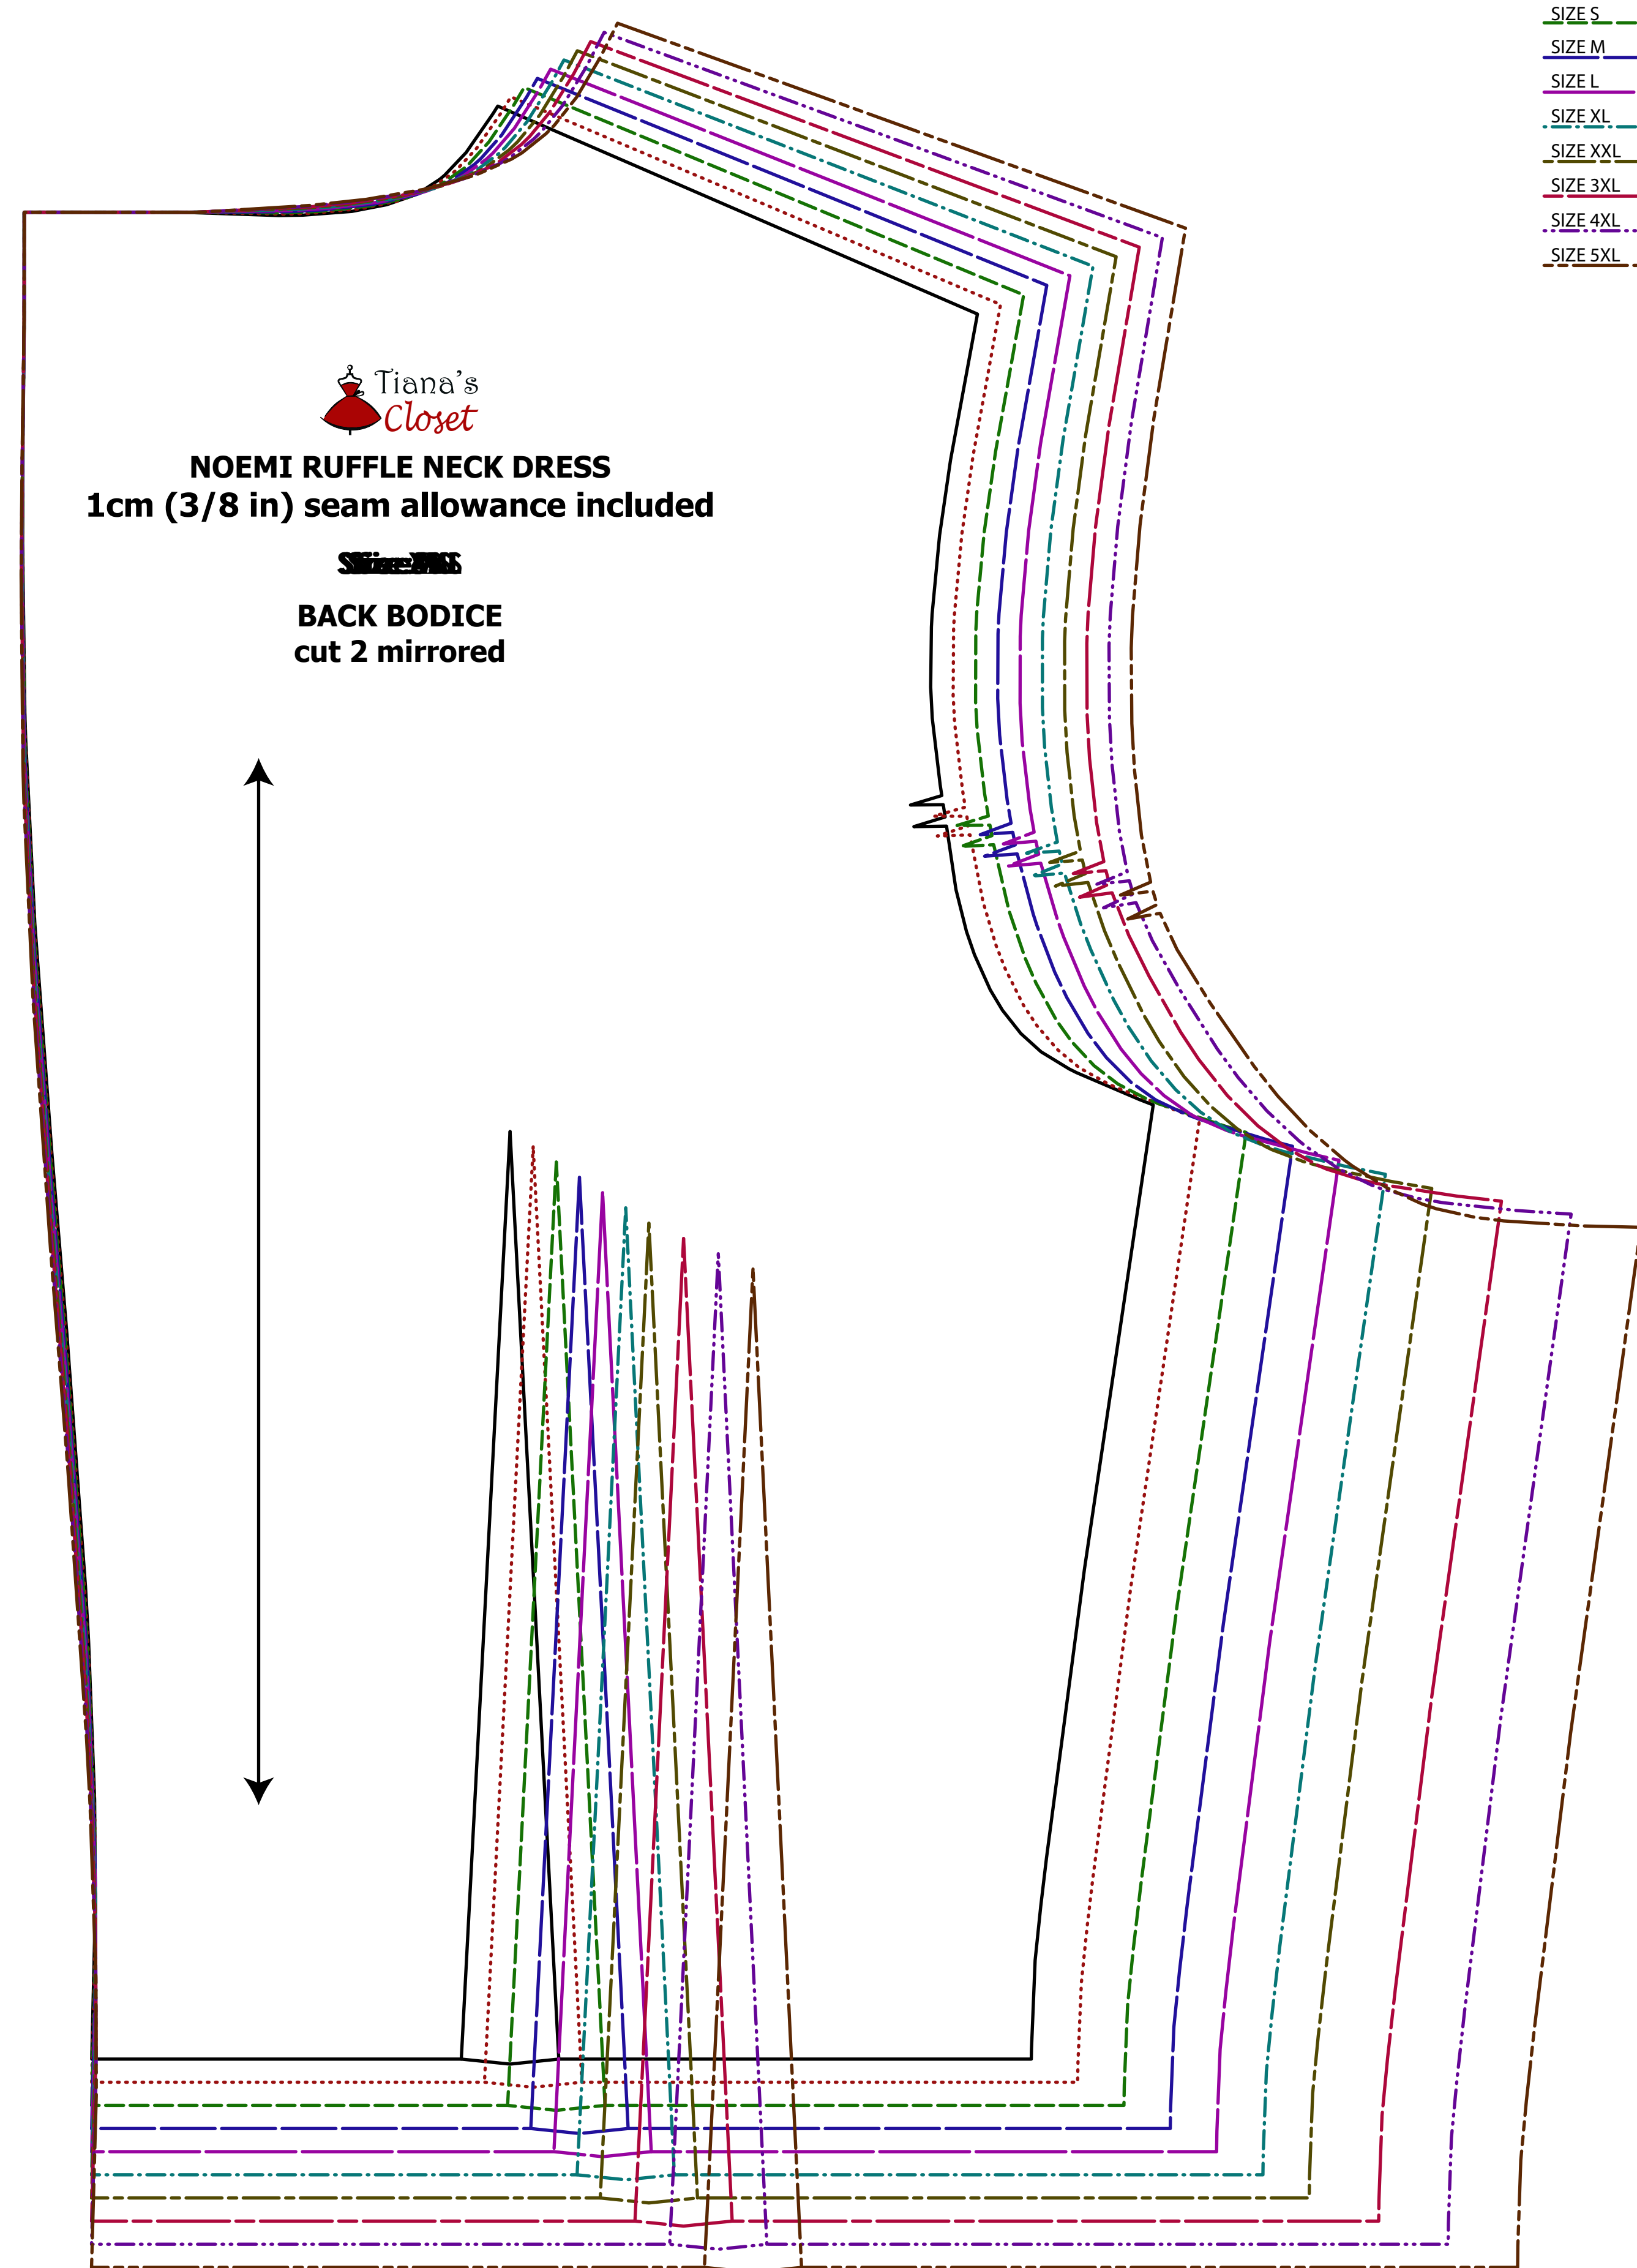 SIZE S
SIZE M
SIZE L
SIZE XL
SIZE XXL
SIZE 3XL
SIZE 4XL
SIZE 5XL
Tiana's
Closet
NOEMI RUFFLE NECK DRESS
1cm (3/8 in) seam allowance included
BACK BODICE
cut 2 mirrored